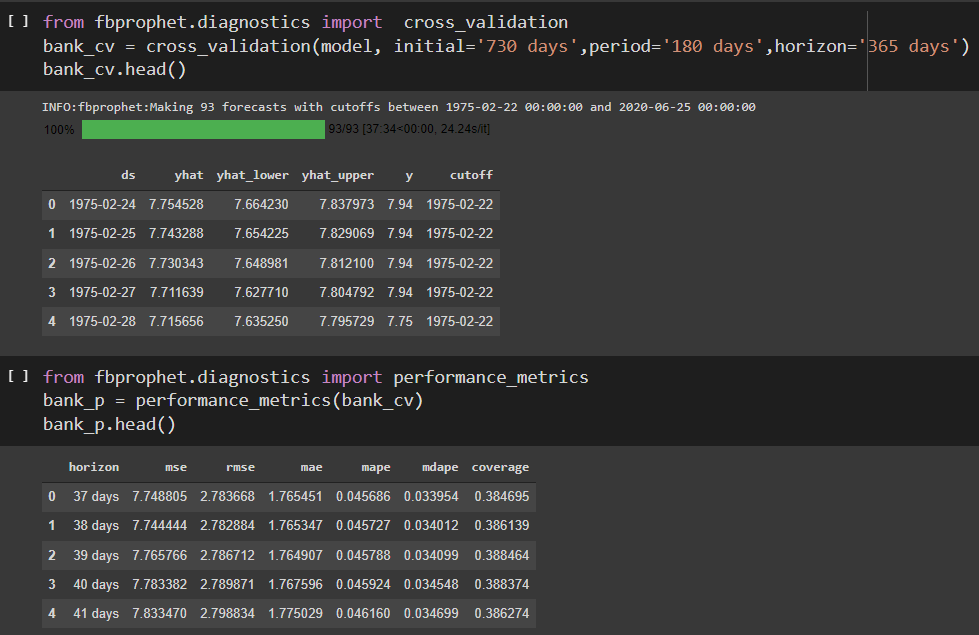 [ ] from fbprophet.diagnostics import  cross_validation
bank_cv = cross_validation(model, initial='730 days',period='180 days',horizon='365 days')
bank_cv.head()
INFO:fbprophet:Making 93 forecasts with cutoffs between 1975-02-22 00:00:00 and 2020-06-25 00:00:00
100% 93/93 [37:34<00:00, 24.24s/it]
ds yhat yhat_lower yhat_upper y cutoff
0 1975-02-24 7.754528 7.664230 7.837973 7.94 1975-02-22
1 1975-02-25 7.743288 7.654225 7.829069 7.94 1975-02-22
2 1975-02-26 7.730343 7.648981 7.812100 7.94 1975-02-22
3 1975-02-27 7.711639 7.627710 7.804792 7.94 1975-02-22
4 1975-02-28 7.715656 7.635250 7.795729 7.75 1975-02-22
[ ] from fbprophet.diagnostics import performance_metrics
bank_p = performance_metrics(bank_cv)
bank_p.head()
horizon mse rmse mae mape mdape coverage
0 37 days 7.748805 2.783668 1.765451 0.045686 0.033954 0.384695
1 38 days 7.744444 2.782884 1.765347 0.045727 0.034012 0.386139
2 39 days 7.765766 2.786712 1.764907 0.045788 0.034099 0.388464
3 40 days 7.783382 2.789871 1.767596 0.045924 0.034548 0.388374
4 41 days 7.833470 2.798834 1.775029 0.046160 0.034699 0.386274